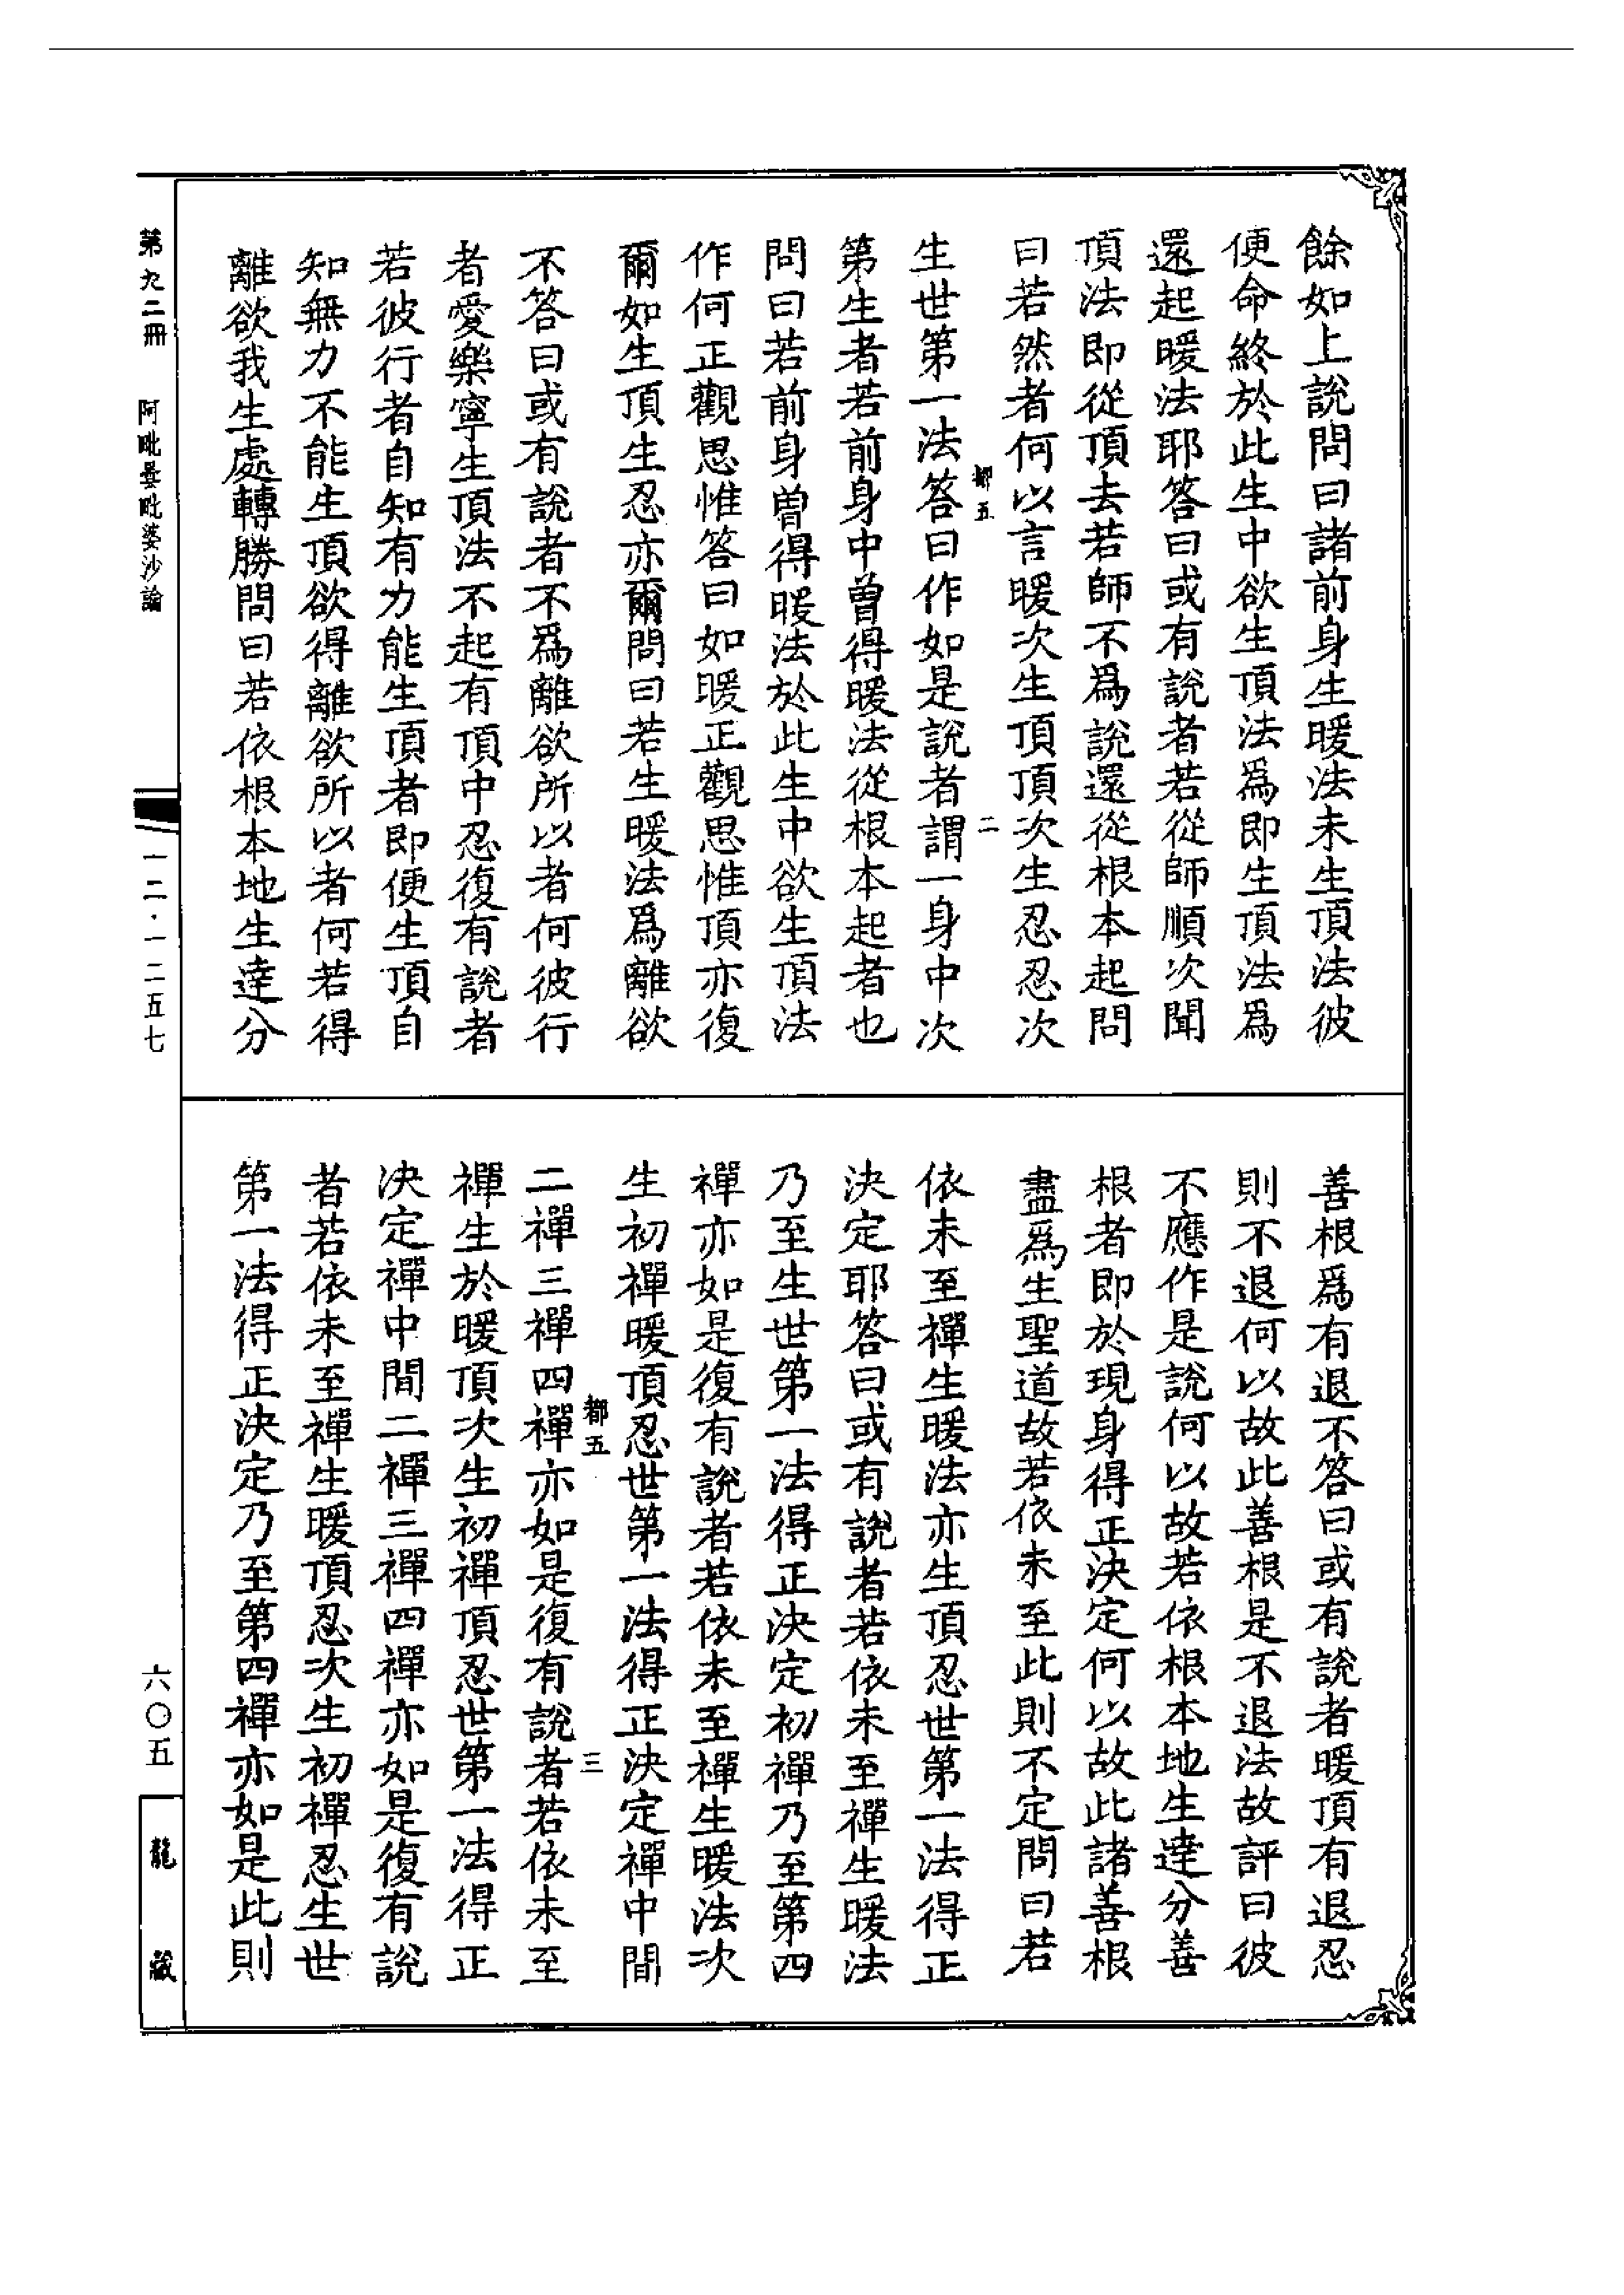 餘如上說問曰諸前身生暖法未生頂法彼
便命終於此生中欲生頂法爲即生頂法爲
還起暖法耶答曰或有說者若從師順次聞
頂法即從頂去若師不爲說還從根本起問
曰若然者何以言暖次生頂頂次生忍忍次
都五 二
生世第一法答曰作如是說者謂一身中次
第生者若前身中曾得暖法從根本起者也
問曰若前身曾得暖法於此生中欲生頂法
作何正觀思惟答曰如暖正觀思惟頂亦復
爾如生頂生忍亦爾問曰若生暖法爲離欲
不答曰或有說者不爲離欲所以者何彼行
者愛樂寧生頂法不起有頂中忍復有說者
若彼行者自知有力能生頂者即便生頂自
知無力不能生頂欲得離欲所以者何若得
離欲我生處轉勝問曰若依根本地生達分
善根爲有退不答曰或有說者暖頂有退忍
則不退何以故此善根是不退法故評曰彼
不應作是說何以故若依根本地生達分善
根者即於現身得正決定何以故此諸善根
盡爲生聖道故若依未至此則不定問曰若
依未至禪生暖法亦生頂忍世第一法得正
決定耶答曰或有說者若依未至禪生暖法
乃至生世第一法得正決定初禪乃至第四
禪亦如是復有說者若依未至禪生暖法次
生初禪暖頂忍世第一法得正決定禪中間
都五 三
二禪三禪四禪亦如是復有說者若依未至
禪生於暖頂次生初禪頂忍世第一法得正
決定禪中間二禪三禪四禪亦如是復有說
者若依未至禪生暖頂忍次生初禪忍生世
第一法得正決定乃至第四禪亦如是此則
第九二冊 阿毗曇毗婆沙論
一二·一二五七
六〇五
龍藏